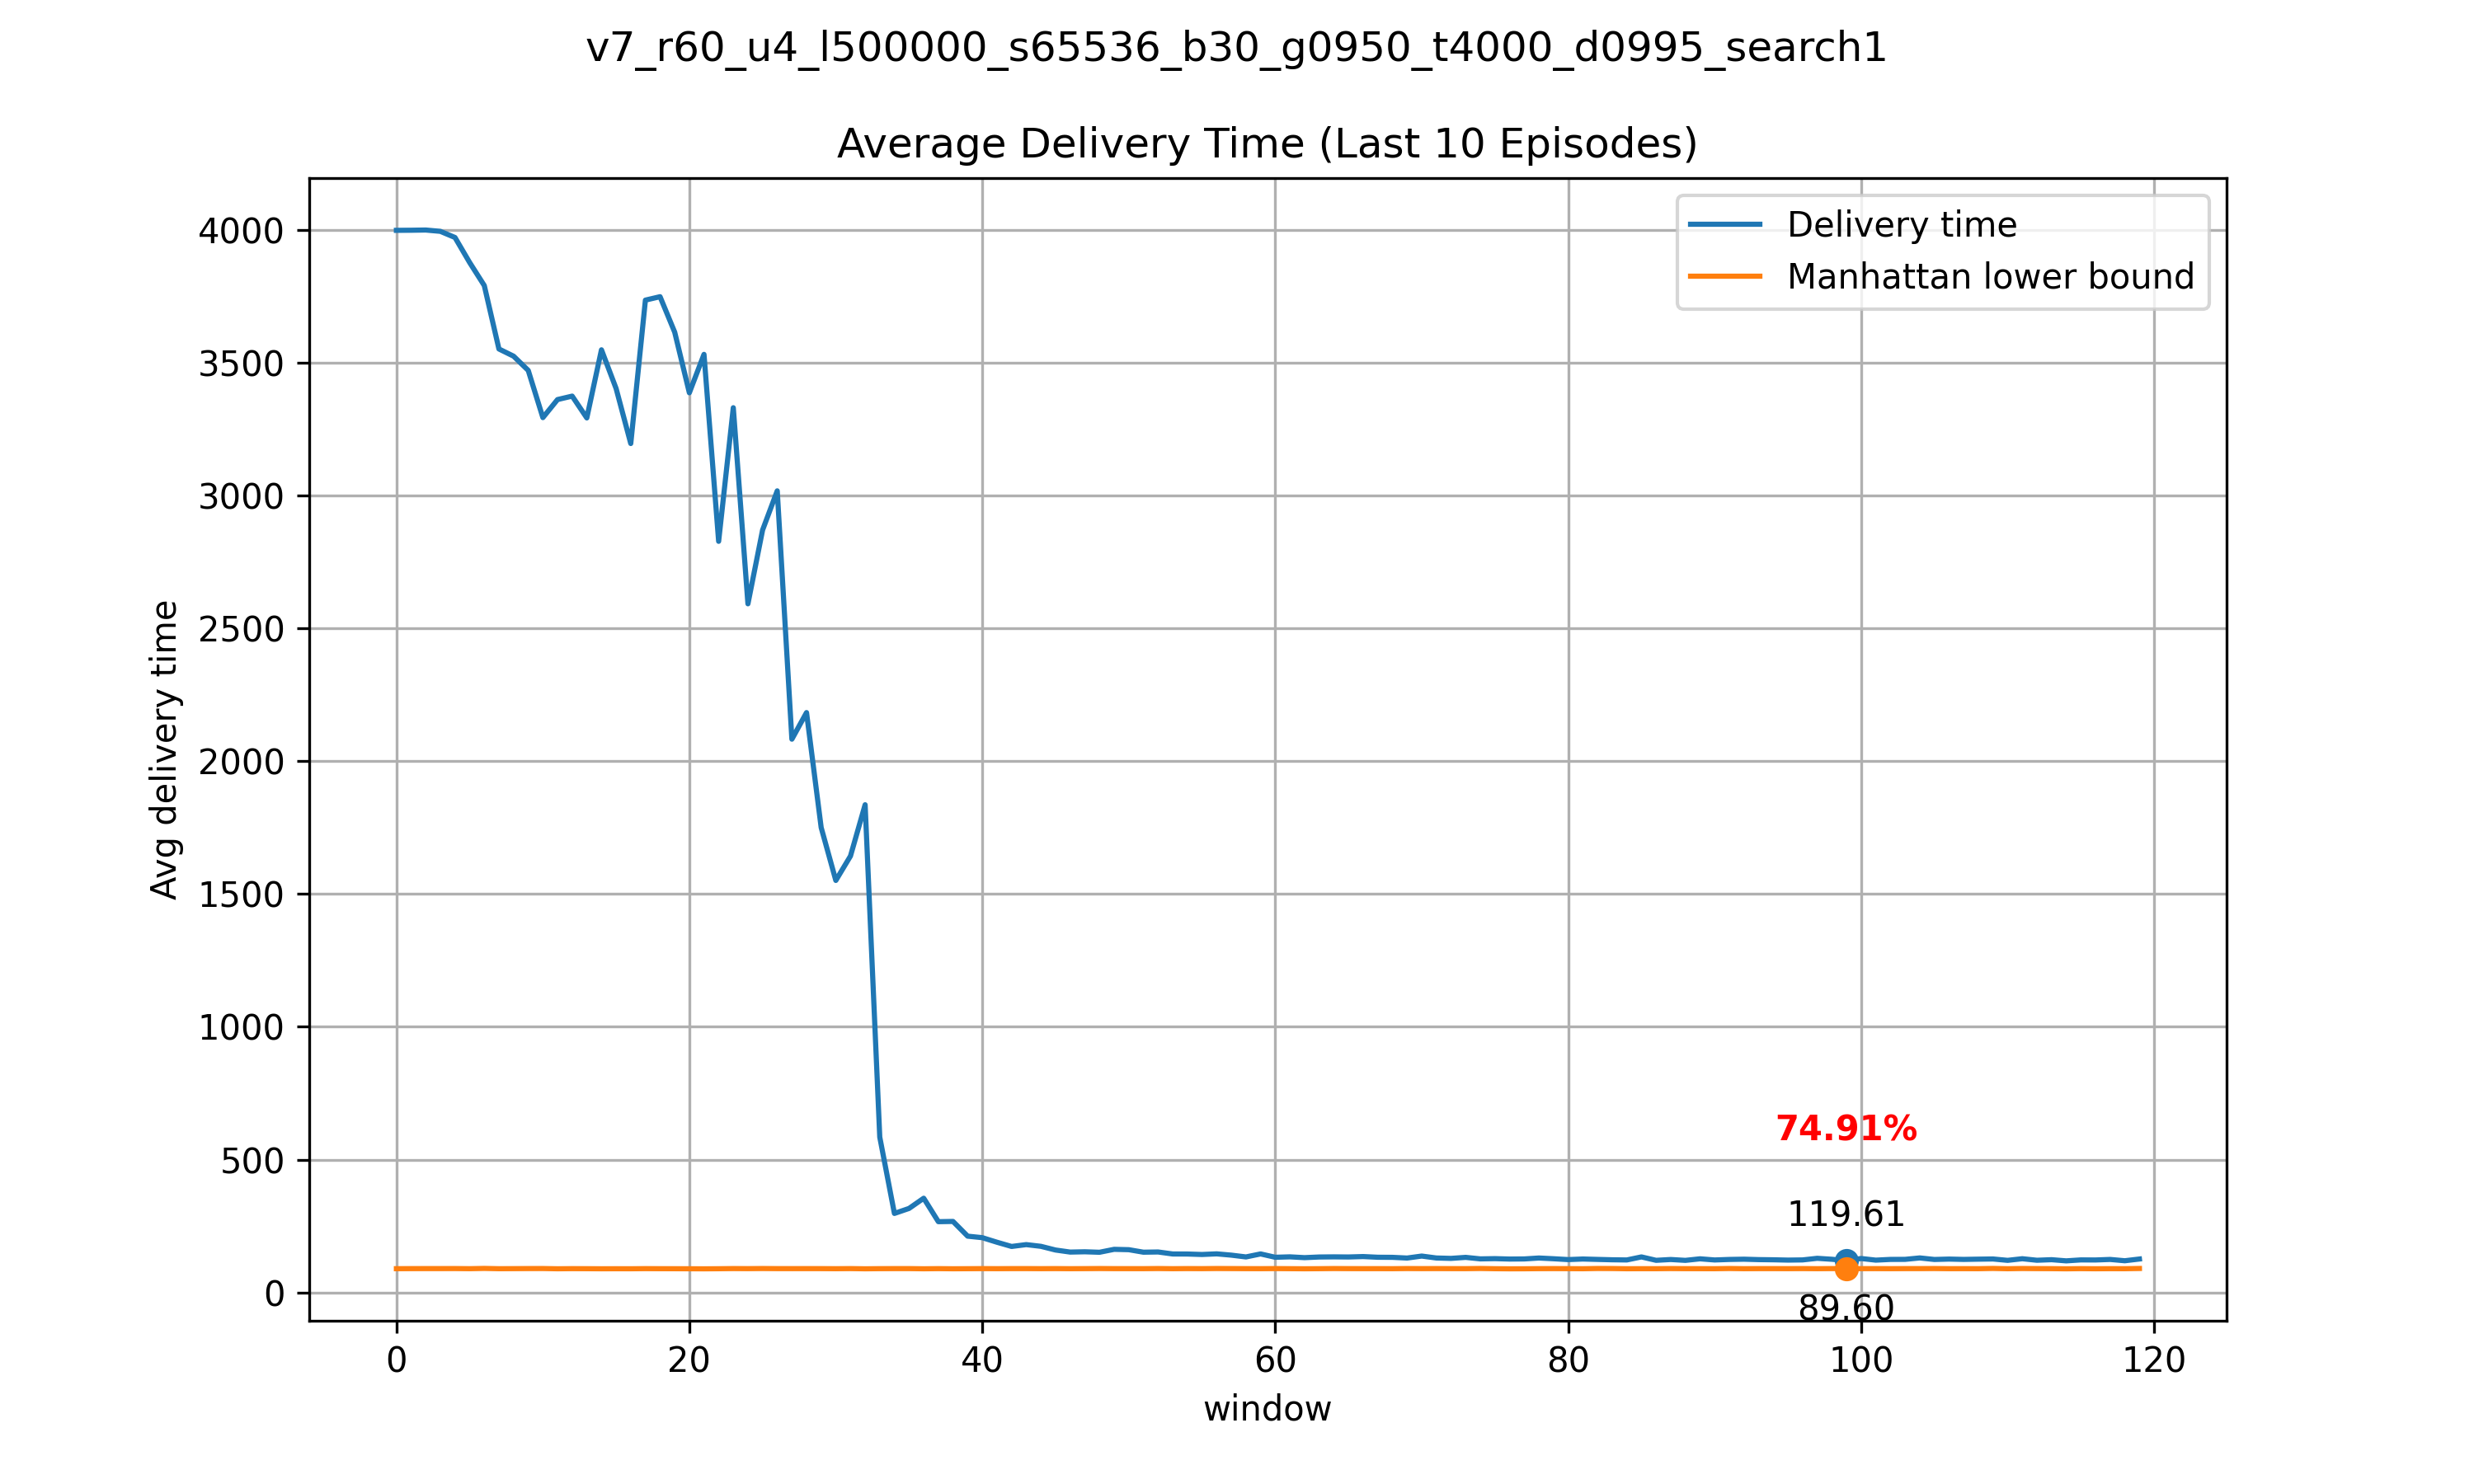 v7_r60_u4_l500000_s65536_b30_g0950_t4000_d0995_search1
Average Delivery Time (Last 10 Episodes)
Delivery time
Manhattan lower bound
Avg delivery time
4000
3500
3000
2500
2000
1500
1000
500
0
74.91%
119.61
89.60
0 20 40 60 80 100 120
window